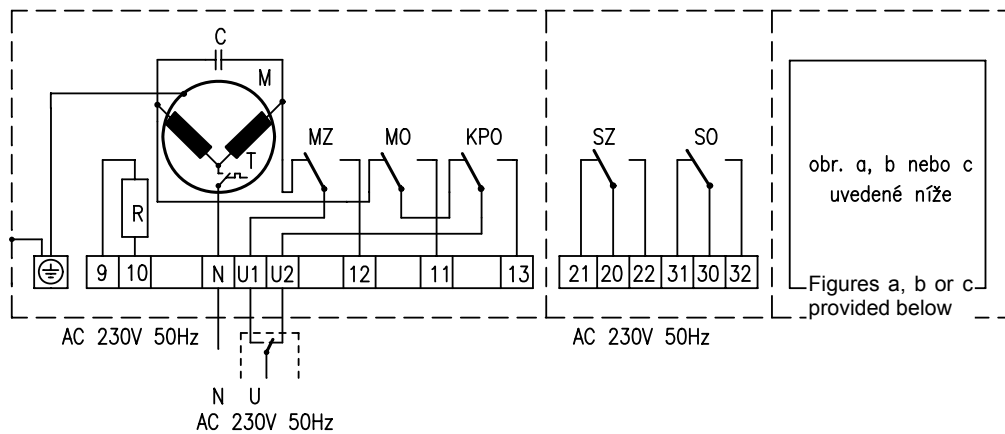 C
M
T
MZ MO KPO
SZ SO
R
9 10 N U1 U2 12 11 13
21 20 22 31 30 32
obr. a, b nebo c
uvedené níže
Figures a, b or c
provided below
AC 230V 50Hz
AC 230V 50Hz
N U
AC 230V 50Hz